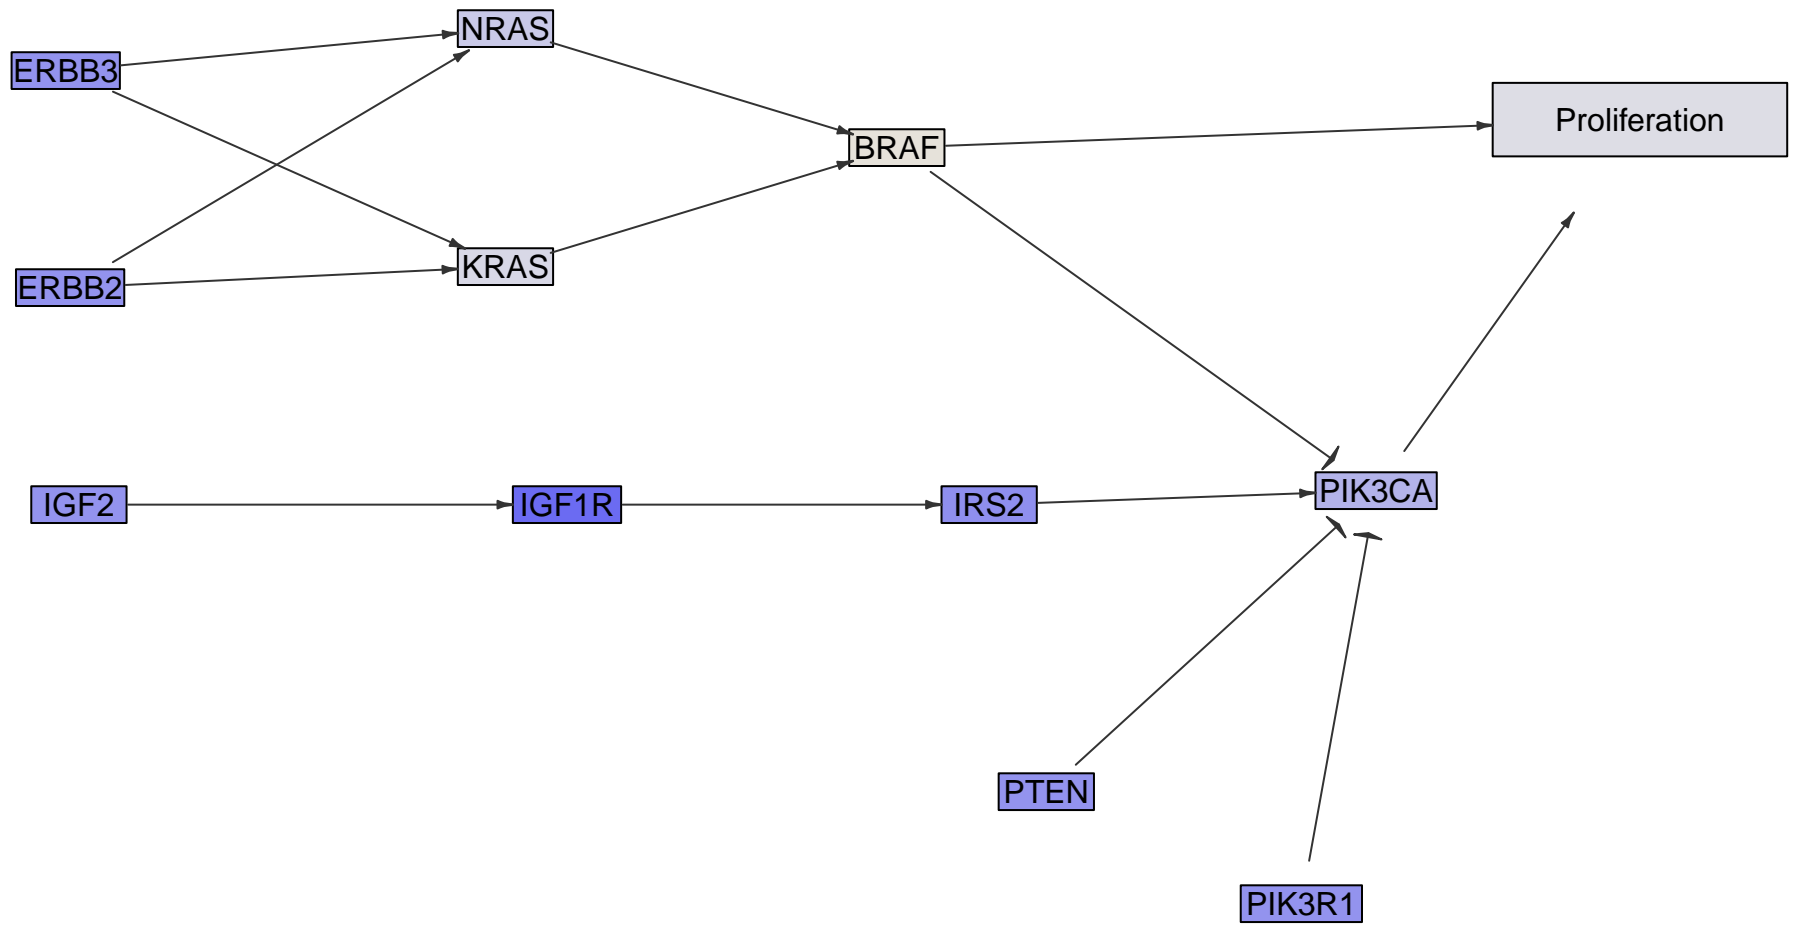 NRAS
ERBB3
Proliferation
BRAF
KRAS
ERBB2
PIK3CA
IGF2
IGF1R
IRS2
PTEN
PIK3R1